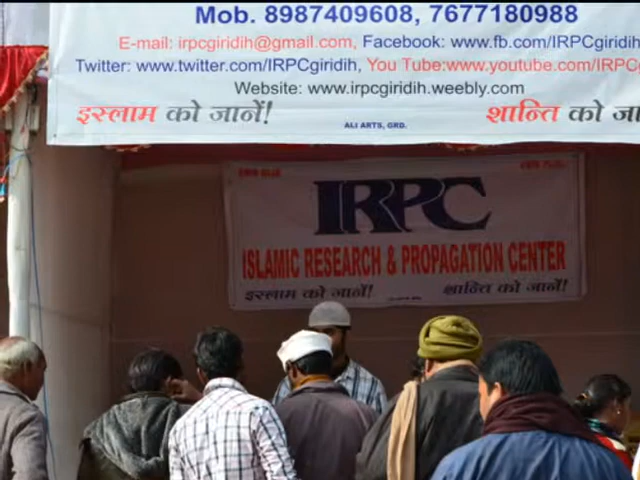 Mob. 8987409608, 7677180988
E-mail: irpcgiridih@gmail.com, Facebook: www.fb.com/IRPCgiridih
Twitter: www.twitter.com/IRPCgiridih, You Tube:www.youtube.com/IRPCg
Website: www.irpcgiridih.weebly.com
इस्लाम को जानें! शान्ति को जा
ALI ARTS, GRD.
IRPC
ISLAMIC RESEARCH & PROPAGATION CENTER
इस्लाम को जानें! शान्ति को जानें!